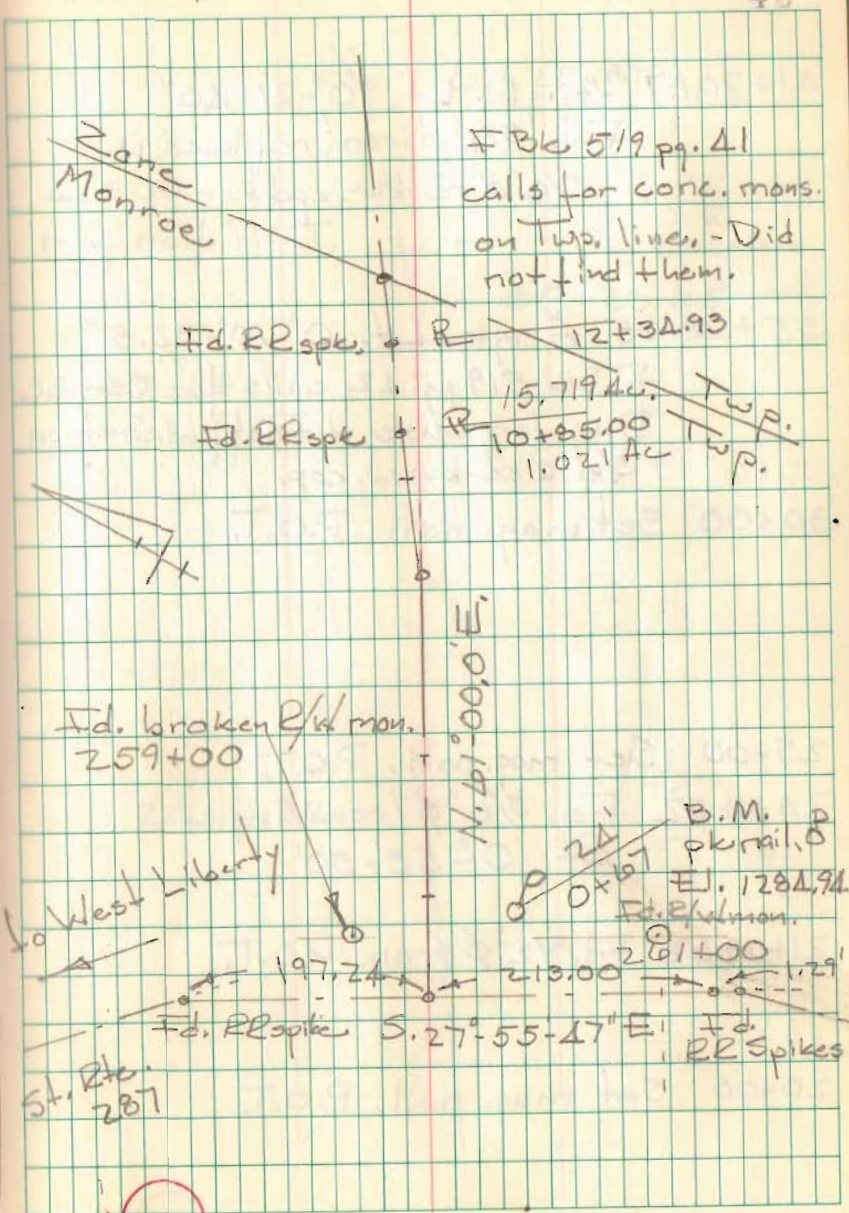 Zane
Monroe
F Bk 519 pg. 41
calls for conc. mons.
on Twp. line. - Did
not find them.
Fd. RR spk.
PL 12+34.93
15.719 Ac.
Twp.
Fd. RR spk
PL 10+85.00
Twp.
1.021 Ac
N. 61°-00.0' E.
Fd. broken R/W mon.
259+00
B.M.
pk nail,
24'
0+67
El. 1284.94
To West Liberty
Fd. R/W mon.
261+00
197.24
213.00
1.29'
Fd. RR spike
S. 27°-55'-47" E.
Fd.
RR Spikes
St. Rte.
287